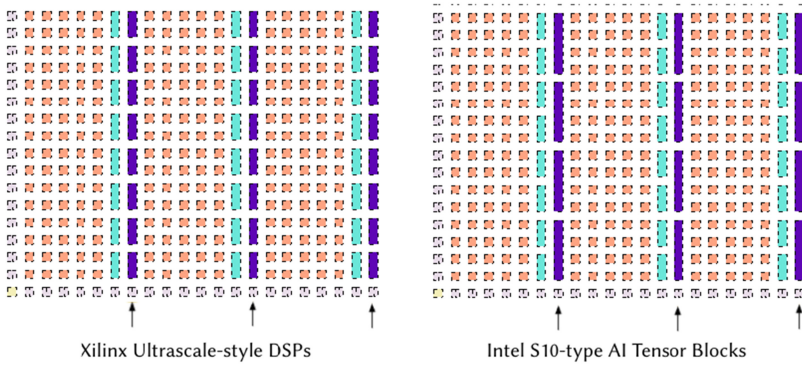 Xilinx Ultrascale-style DSPs
Intel S10-type AI Tensor Blocks